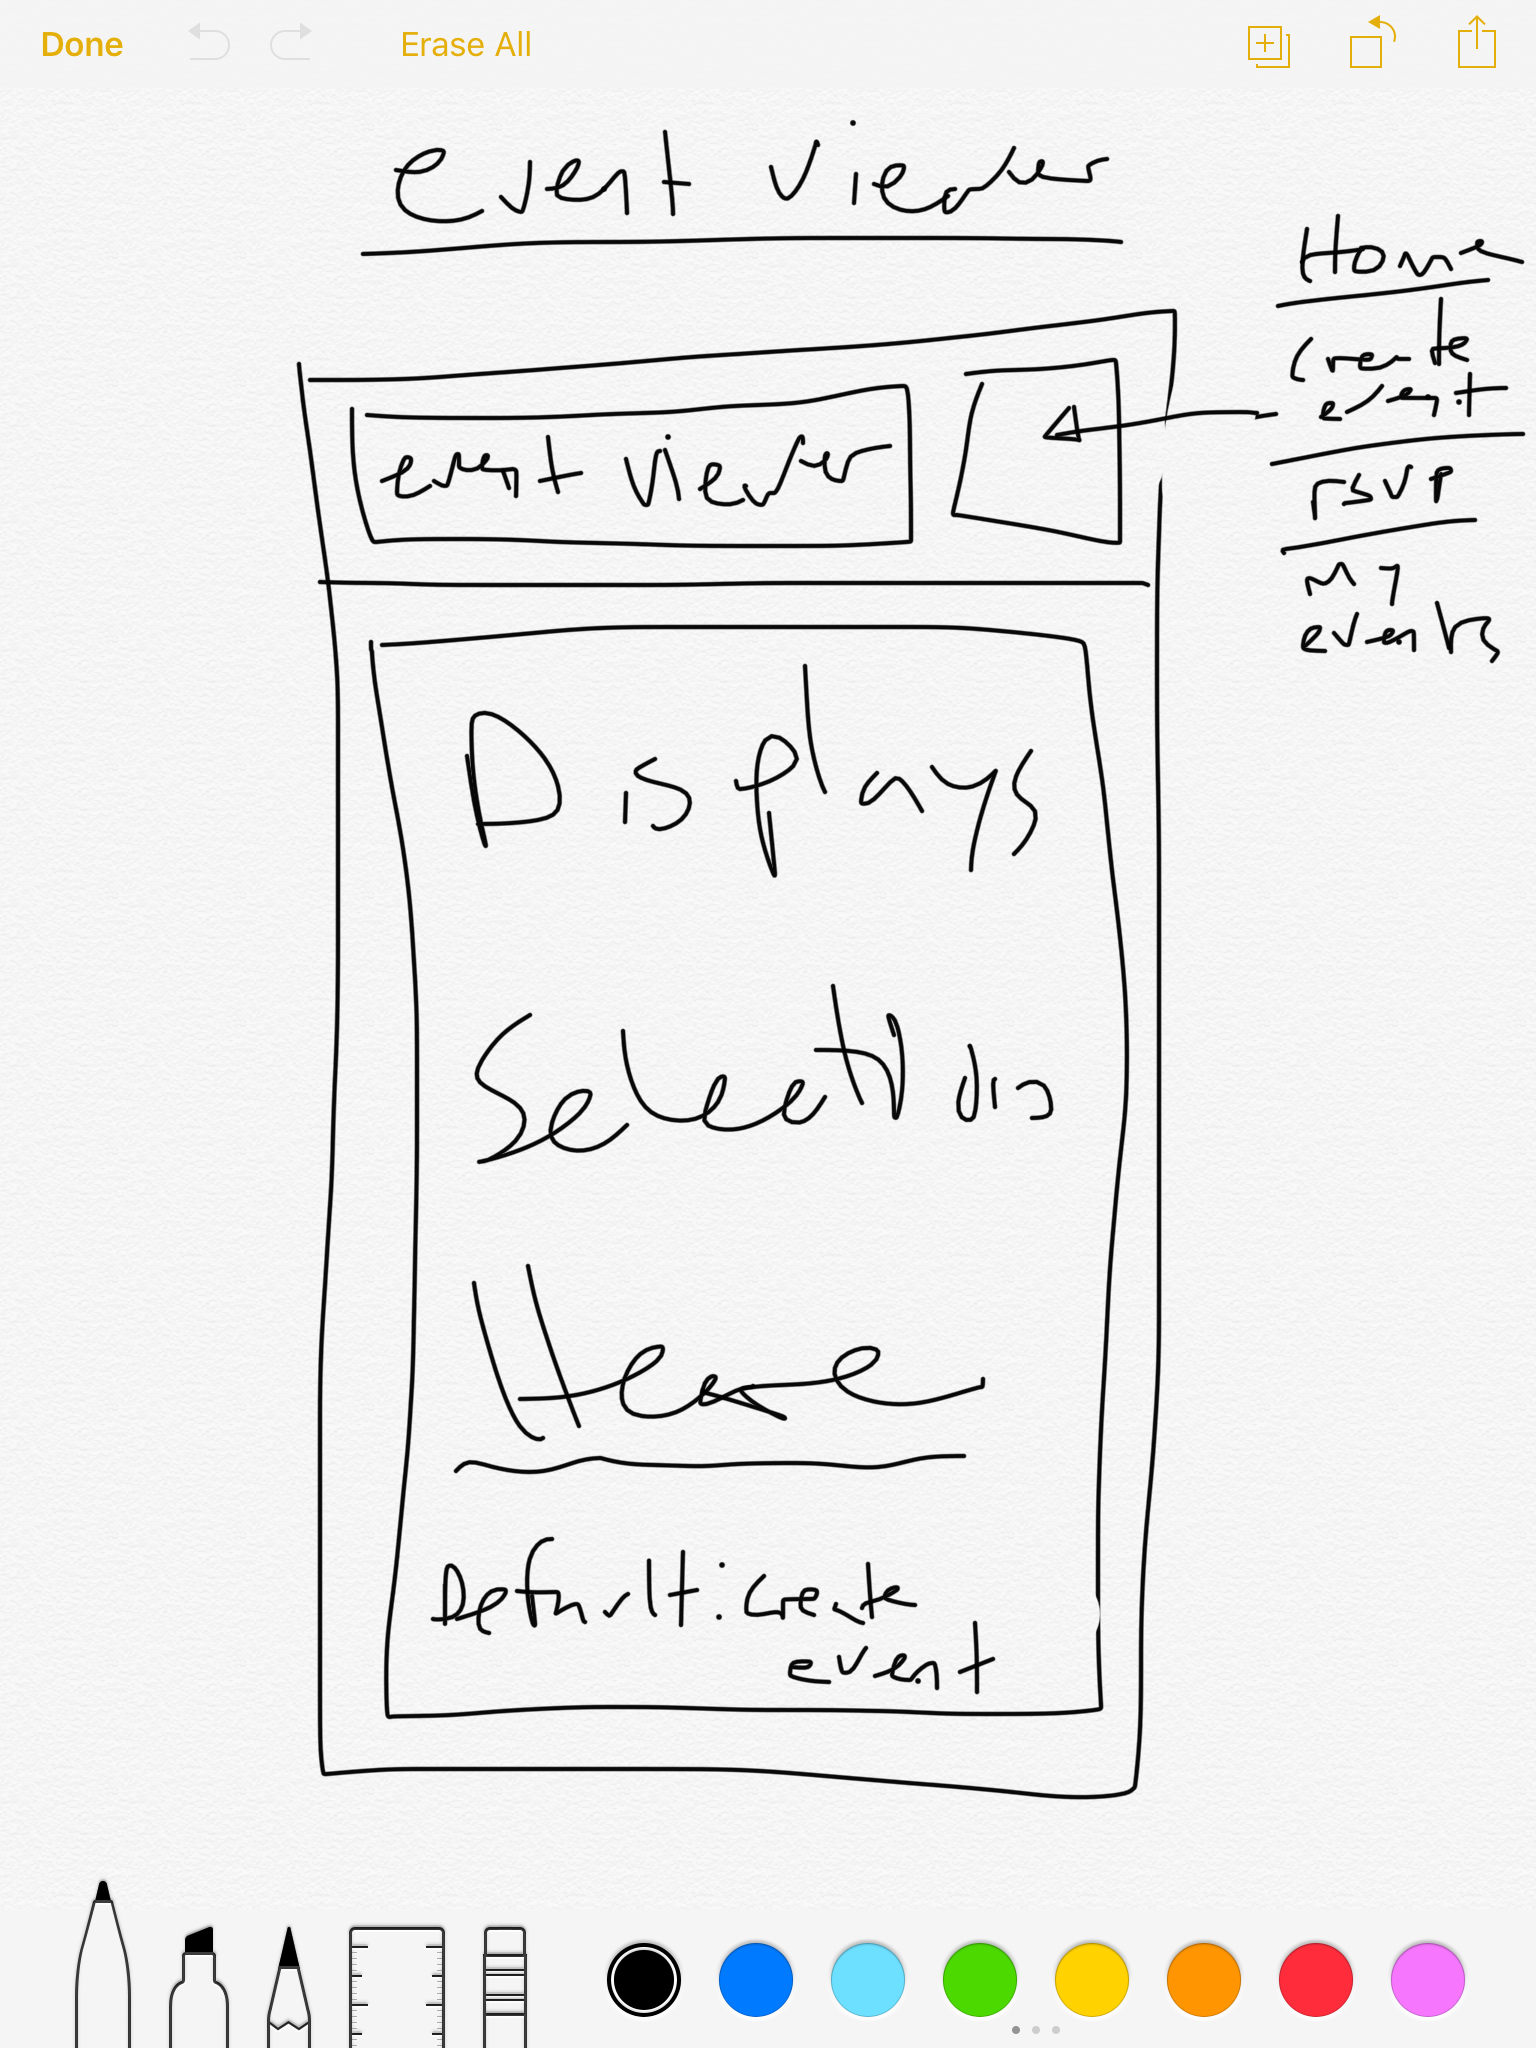 Done
Erase All
event viewer
Home
create
event
rsvp
my
events
event viewer
Displays
Selection
Here
Default: create
event